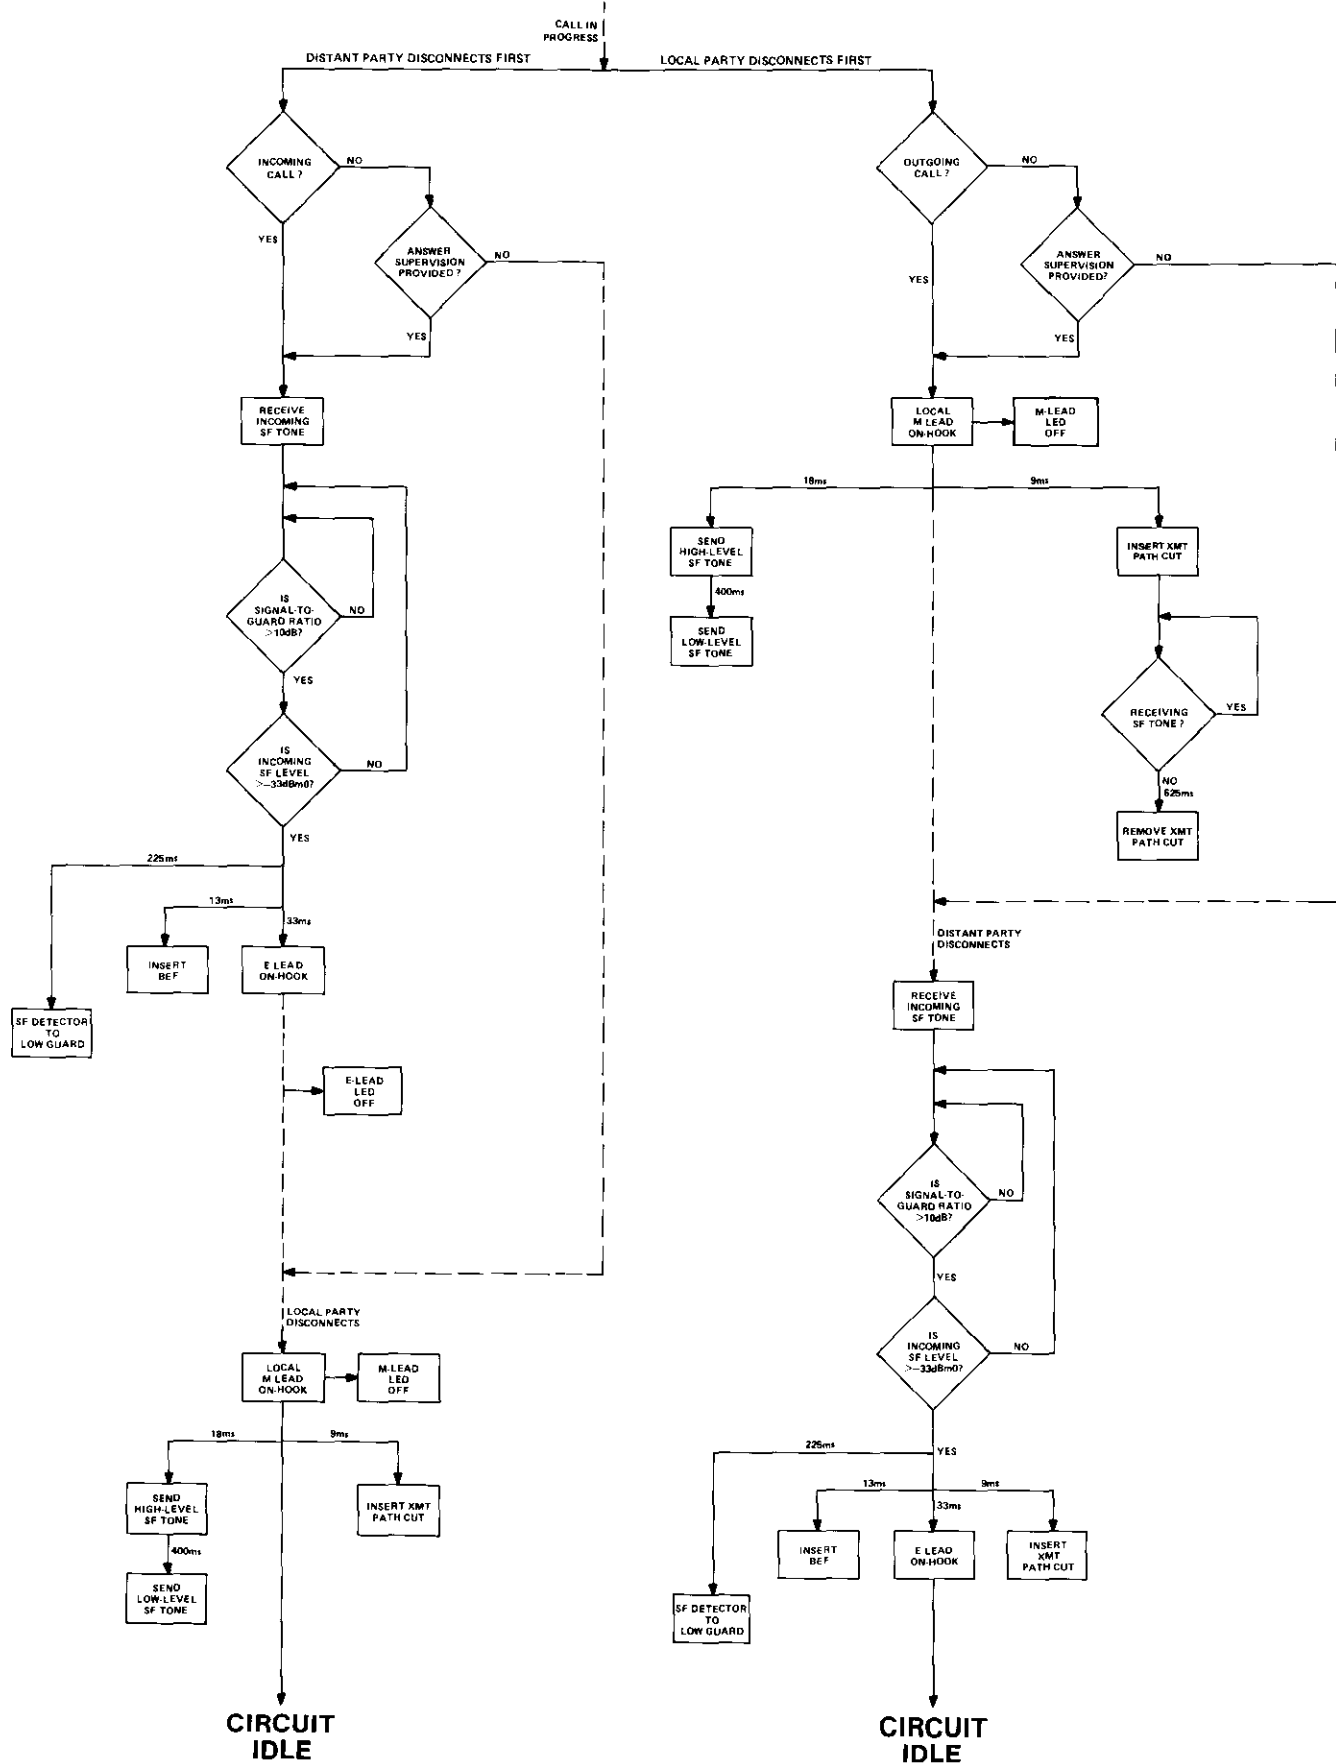 CALL IN
PROGRESS
DISTANT PARTY DISCONNECTS FIRST
LOCAL PARTY DISCONNECTS FIRST
INCOMING
CALL?
NO
YES
ANSWER
SUPERVISION
PROVIDED?
NO
YES
RECEIVE
INCOMING
SF TONE
IS
SIGNAL-TO-
GUARD RATIO
>10dB?
NO
YES
IS
INCOMING
SF LEVEL
>-33dBm0?
NO
YES
225ms
13ms
33ms
INSERT
BEF
E LEAD
ON-HOOK
SF DETECTOR
TO
LOW GUARD
E-LEAD
LED
OFF
LOCAL PARTY
DISCONNECTS
LOCAL
M LEAD
ON-HOOK
M-LEAD
LED
OFF
18ms
9ms
SEND
HIGH-LEVEL
SF TONE
INSERT XMT
PATH CUT
400ms
SEND
LOW-LEVEL
SF TONE
CIRCUIT
IDLE
OUTGOING
CALL?
NO
YES
ANSWER
SUPERVISION
PROVIDED?
NO
YES
LOCAL
M LEAD
ON-HOOK
M-LEAD
LED
OFF
18ms
9ms
SEND
HIGH-LEVEL
SF TONE
INSERT XMT
PATH CUT
400ms
SEND
LOW-LEVEL
SF TONE
RECEIVING
SF TONE?
YES
NO
625ms
REMOVE XMT
PATH CUT
DISTANT PARTY
DISCONNECTS
RECEIVE
INCOMING
SF TONE
IS
SIGNAL-TO-
GUARD RATIO
>10dB?
NO
YES
IS
INCOMING
SF LEVEL
>-33dBm0?
NO
YES
225ms
13ms
33ms
9ms
INSERT
BEF
E LEAD
ON-HOOK
INSERT
XMT
PATH CUT
SF DETECTOR
TO
LOW GUARD
CIRCUIT
IDLE